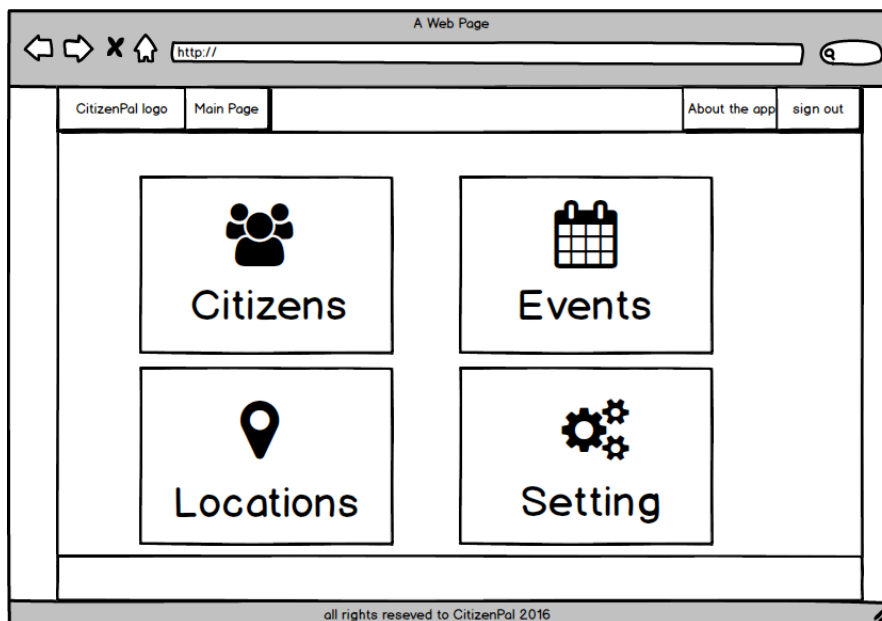 A Web Page
http://
CitizenPal logo Main Page About the app sign out
Citizens Events
Locations Setting
all rights reseved to CitizenPal 2016